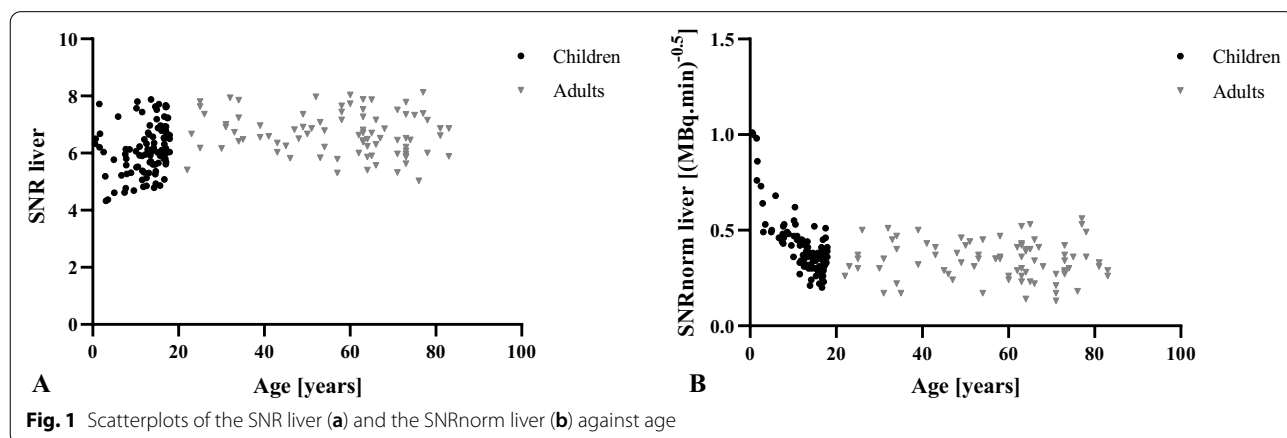 10
8
6
4
2
0
SNR liver
0 20 40 60 80 100
Age [years]
Children
Adults
A
1.5
1.0
0.5
0.0
SNRnorm liver [(MBq.min)^-0.5]
0 20 40 60 80 100
Age [years]
Children
Adults
B
Fig. 1 Scatterplots of the SNR liver (a) and the SNRnorm liver (b) against age